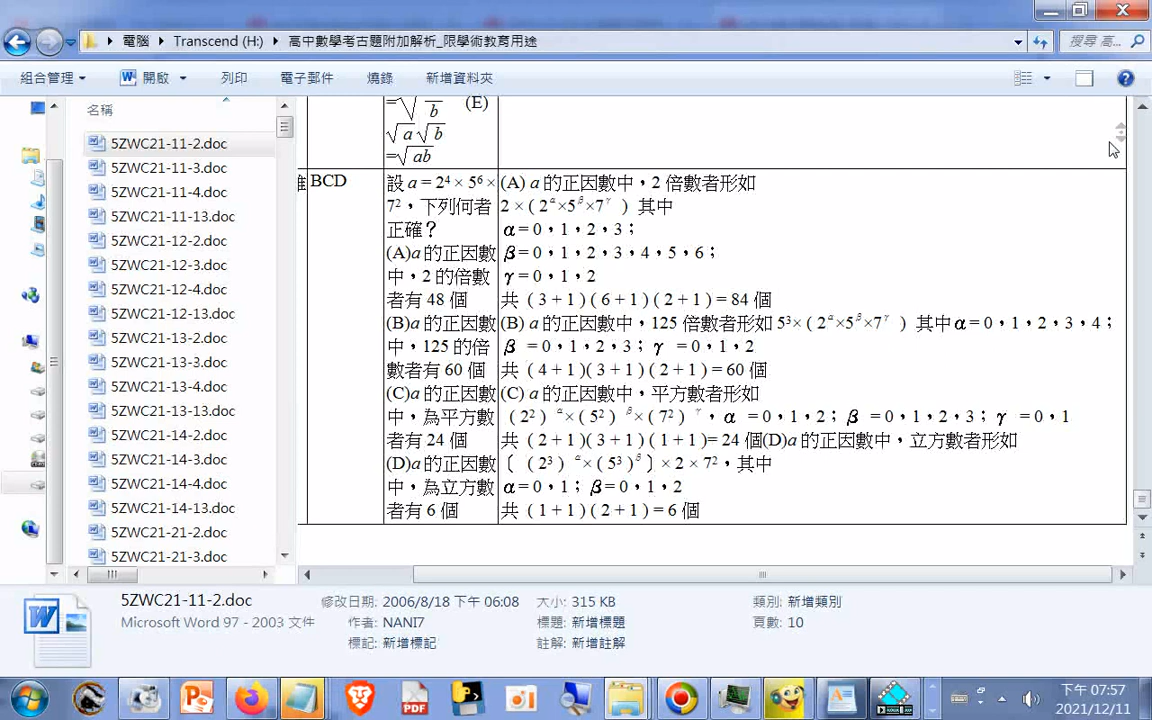 電腦 ▸ Transcend (H:) ▸ 高中數學考古題附加解析_限學術教育用途
搜尋 高...
組合管理 開啟 列印 電子郵件 燒錄 新增資料夾
名稱
5ZWC21-11-2.doc
5ZWC21-11-3.doc
5ZWC21-11-4.doc
5ZWC21-11-13.doc
5ZWC21-12-2.doc
5ZWC21-12-3.doc
5ZWC21-12-4.doc
5ZWC21-12-13.doc
5ZWC21-13-2.doc
5ZWC21-13-3.doc
5ZWC21-13-4.doc
5ZWC21-13-13.doc
5ZWC21-14-2.doc
5ZWC21-14-3.doc
5ZWC21-14-4.doc
5ZWC21-14-13.doc
5ZWC21-21-2.doc
5ZWC21-21-3.doc
=√b (E)
√a√b
=√ab
BCD
設 a = 2⁴ × 5⁶ ×
7²，下列何者
正確？
(A)a 的正因數
中，2 的倍數
者有 48 個
(B)a 的正因數
中，125 的倍
數者有 60 個
(C)a 的正因數
中，為平方數
者有 24 個
(D)a 的正因數
中，為立方數
者有 6 個
(A) a 的正因數中，2 倍數者形如
2 ×（2^α×5^β×7^γ）其中
α = 0，1，2，3；
β = 0，1，2，3，4，5，6；
γ = 0，1，2
共（3 + 1）( 6 + 1 )（2 + 1）= 84 個
(B) a 的正因數中，125 倍數者形如 5³×（2^α×5^β×7^γ）其中 α = 0，1，2，3，4；
β = 0，1，2，3；γ = 0，1，2
共（4 + 1）( 3 + 1 )（2 + 1）= 60 個
(C) a 的正因數中，平方數者形如
（2²）^α×（5²）^β×（7²）^γ，α = 0，1，2；β = 0，1，2，3；γ = 0，1
共（2 + 1）( 3 + 1 )（1 + 1）= 24 個(D)a 的正因數中，立方數者形如
〔（2³）^α×（5³）^β〕× 2 × 7²，其中
α = 0，1；β = 0，1，2
共（1 + 1）( 2 + 1 ) = 6 個
5ZWC21-11-2.doc
Microsoft Word 97 - 2003 文件
修改日期: 2006/8/18 下午 06:08
作者: NANI7
標記: 新增標記
大小: 315 KB
標題: 新增標題
註解: 新增註解
類別: 新增類別
頁數: 10
下午 07:57
2021/12/11